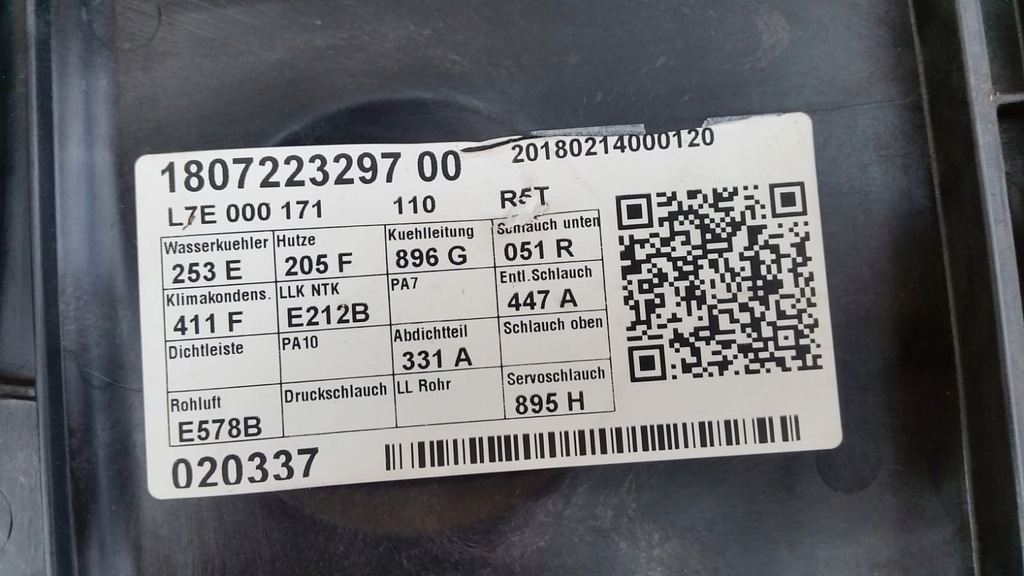 1807223297 00
20180214000120
L7E 000 171 110
Wasserkuehler Hutze Kuehlleitung Schlauch unten
253 E 205 F 896 G 051 R
Klimakondens. LLK NTK PA7 Entl.Schlauch
411 F E212B 447 A
Dichtleiste PA10 Abdichtteil Schlauch oben
331 A
Rohluft Druckschlauch LL Rohr Servoschlauch
E578B 895 H
020337